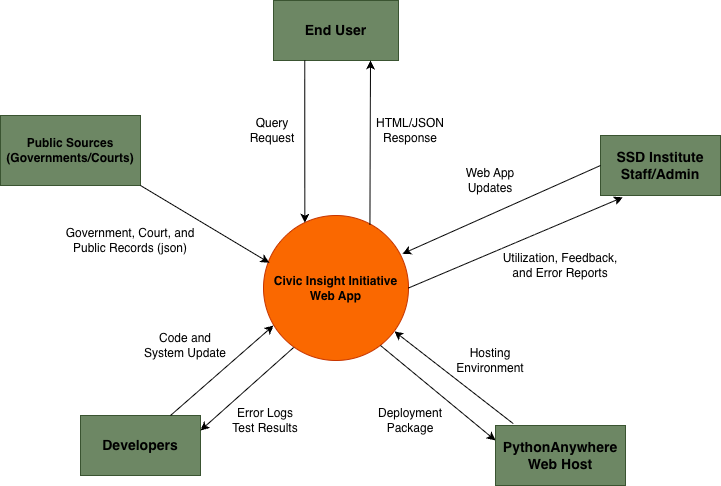 End User
Query
Request
HTML/JSON
Response
Public Sources
(Governments/Courts)
SSD Institute
Staff/Admin
Web App
Updates
Government, Court, and
Public Records (json)
Utilization, Feedback,
and Error Reports
Civic Insight Initiative
Web App
Code and
System Update
Hosting
Environment
Error Logs
Test Results
Deployment
Package
Developers
PythonAnywhere
Web Host